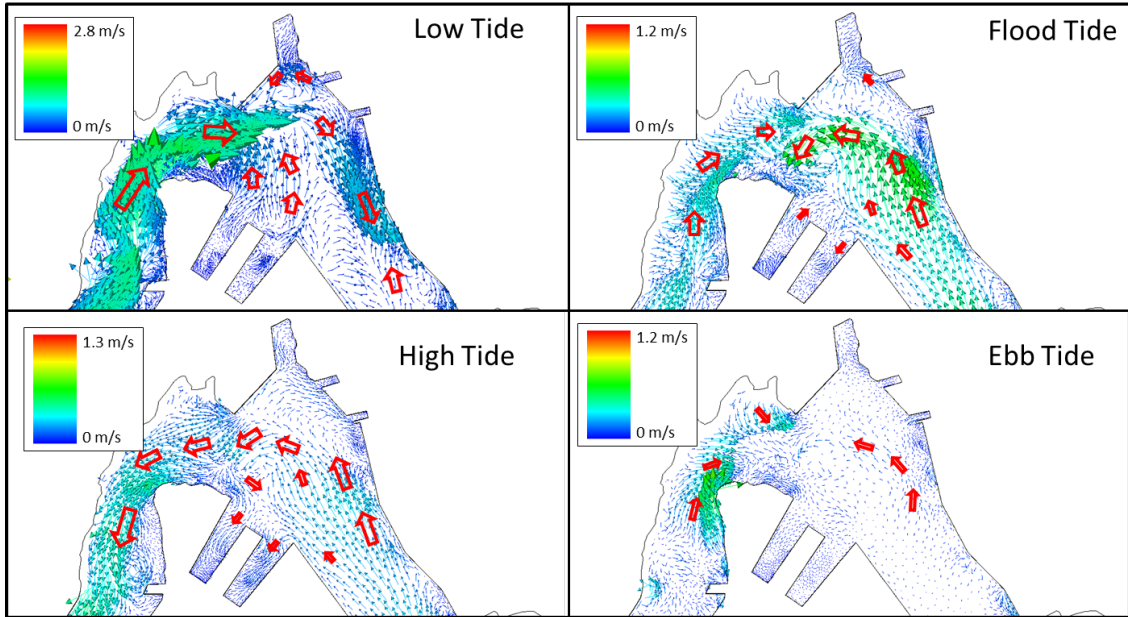 2.8 m/s
0 m/s
Low Tide
1.2 m/s
0 m/s
Flood Tide
1.3 m/s
0 m/s
High Tide
1.2 m/s
0 m/s
Ebb Tide